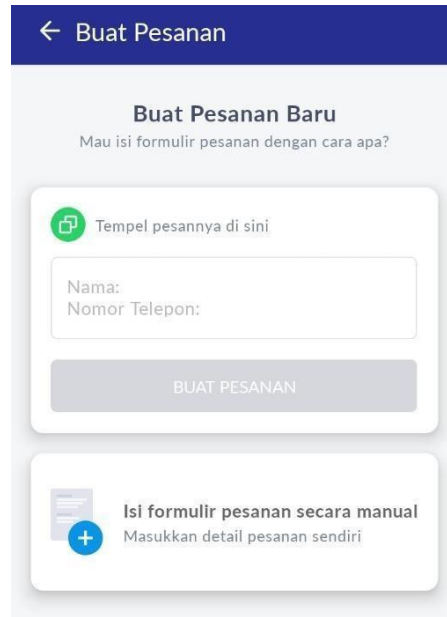 Buat Pesanan
Buat Pesanan Baru
Mau isi formulir pesanan dengan cara apa?
Tempel pesannya di sini
Nama:
Nomor Telepon:
BUAT PESANAN
Isi formulir pesanan secara manual
Masukkan detail pesanan sendiri